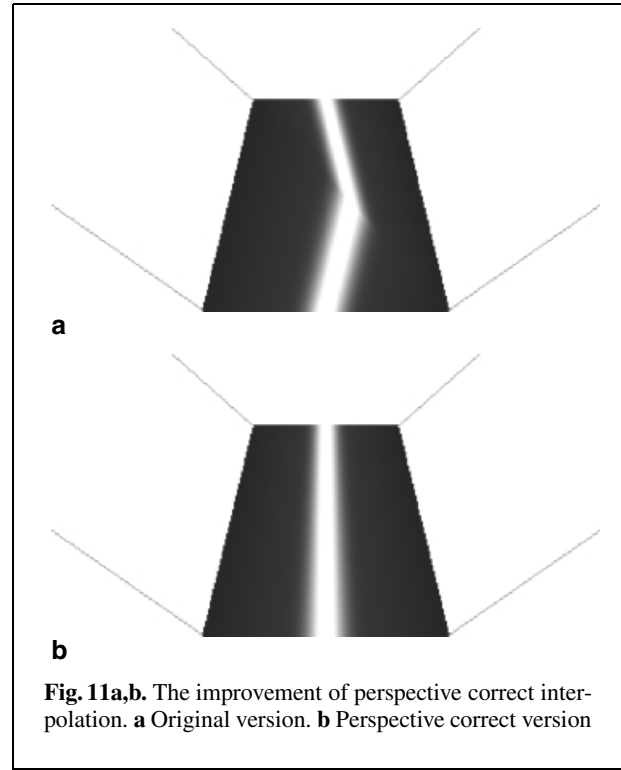 a
b
Fig. 11a,b. The improvement of perspective correct inter-
polation. a Original version. b Perspective correct version